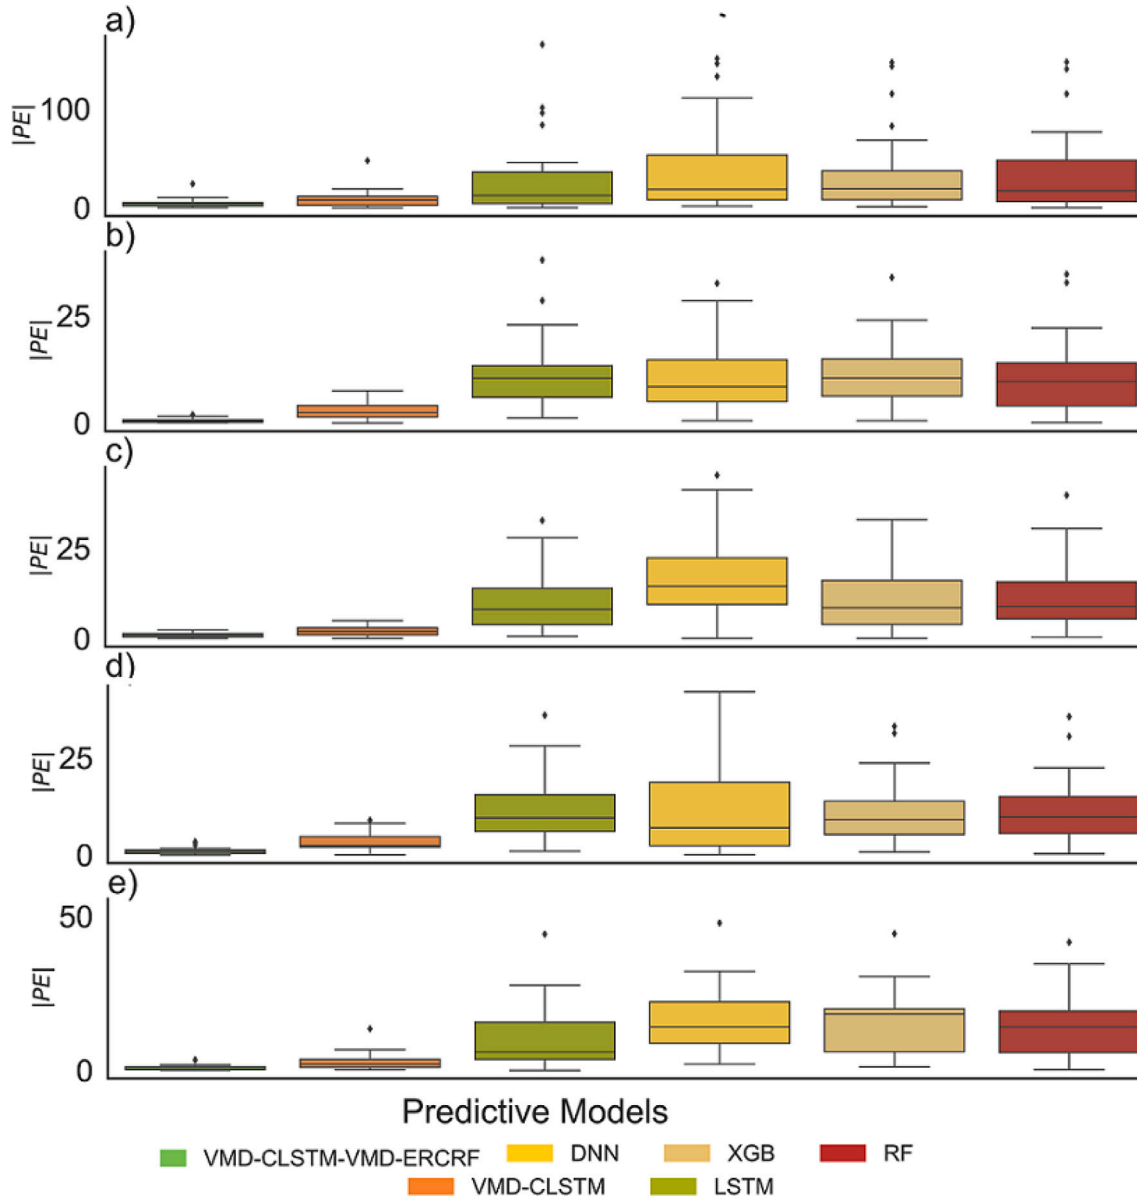 a)
|PE|
100
0
b)
|PE|
25
0
c)
|PE|
25
0
d)
|PE|
25
0
e)
|PE|
50
0
Predictive Models
VMD-CLSTM-VMD-ERCRF DNN XGB RF
VMD-CLSTM LSTM